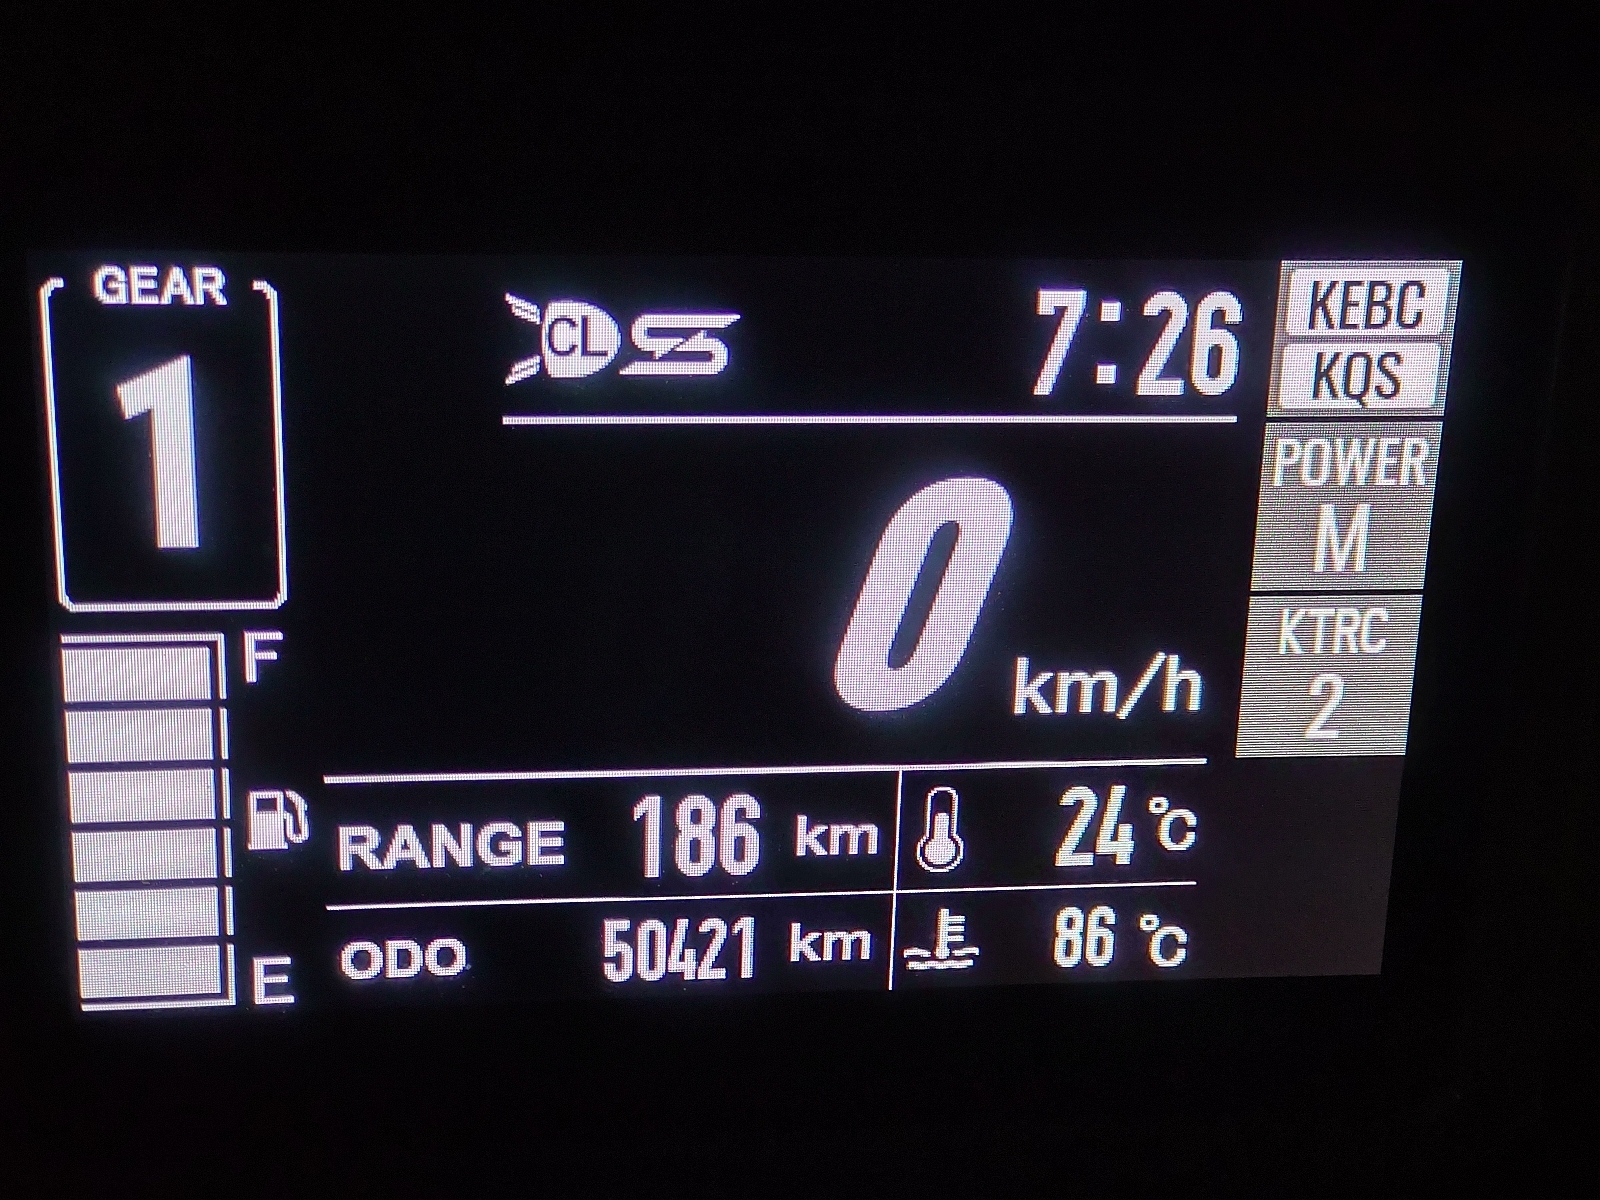 GEAR
1
CL
7:26
KEBC
KQS
POWER
M
0 km/h
KTRC
2
F
E
RANGE 186 km
24 °C
ODO 50421 km
86 °C